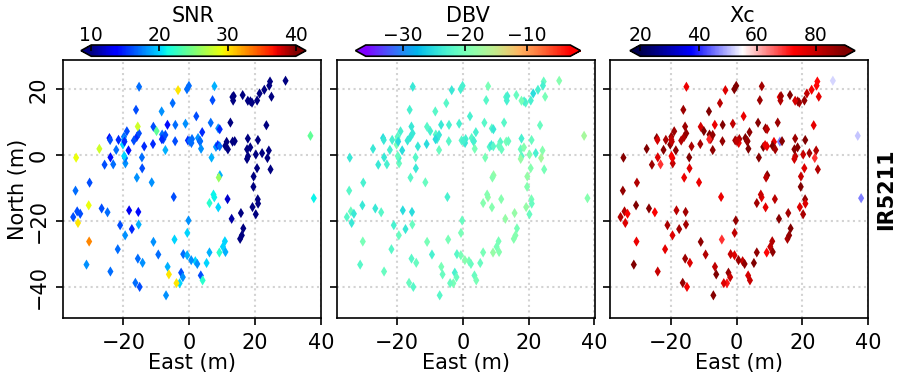 SNR DBV Xc
10 20 30 40 −30 −20 −10 20 40 60 80
20
0
−20
−40
North (m)
−20 0 20 40 −20 0 20 40 −20 0 20 40
East (m) East (m) East (m)
IR5211